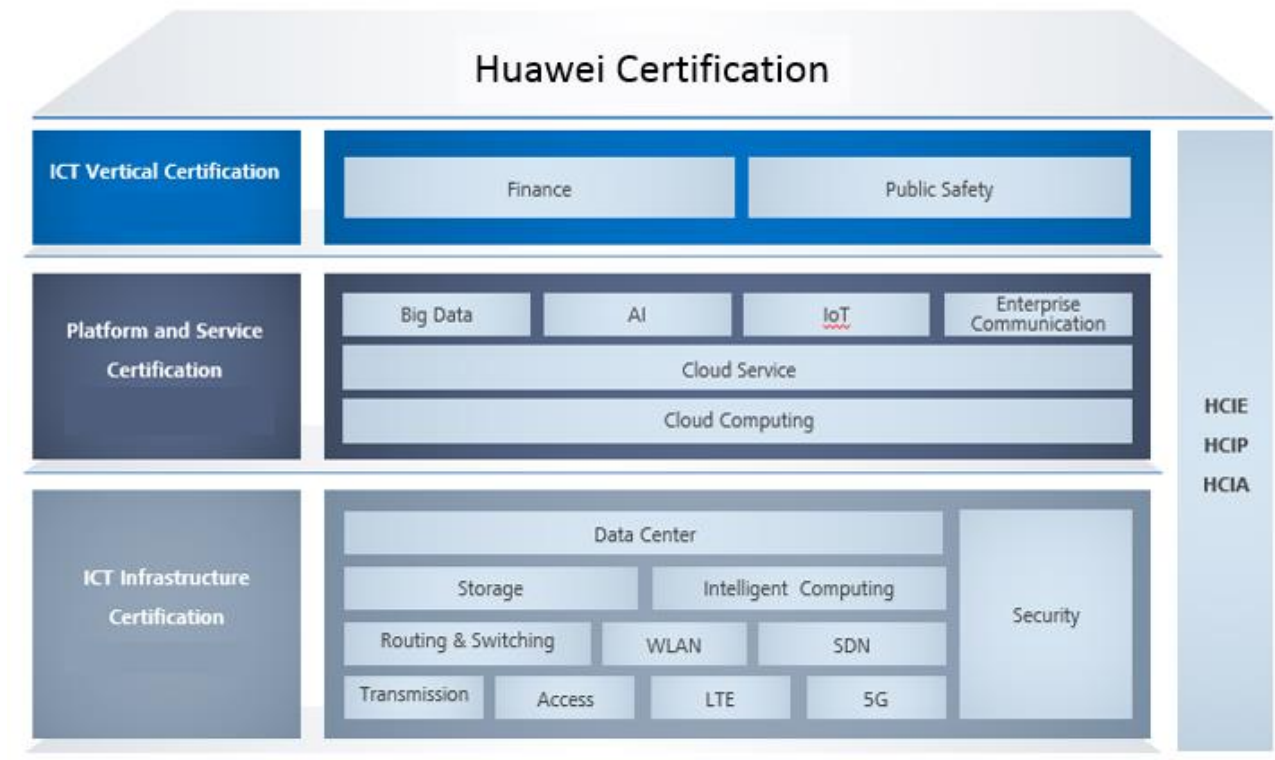 Huawei Certification
ICT Vertical Certification
Finance
Public Safety
Platform and Service
Certification
Big Data
AI
IoT
Enterprise
Communication
Cloud Service
Cloud Computing
ICT Infrastructure
Certification
Data Center
Storage
Intelligent Computing
Routing & Switching
WLAN
SDN
Transmission
Access
LTE
5G
Security
HCIE
HCIP
HCIA